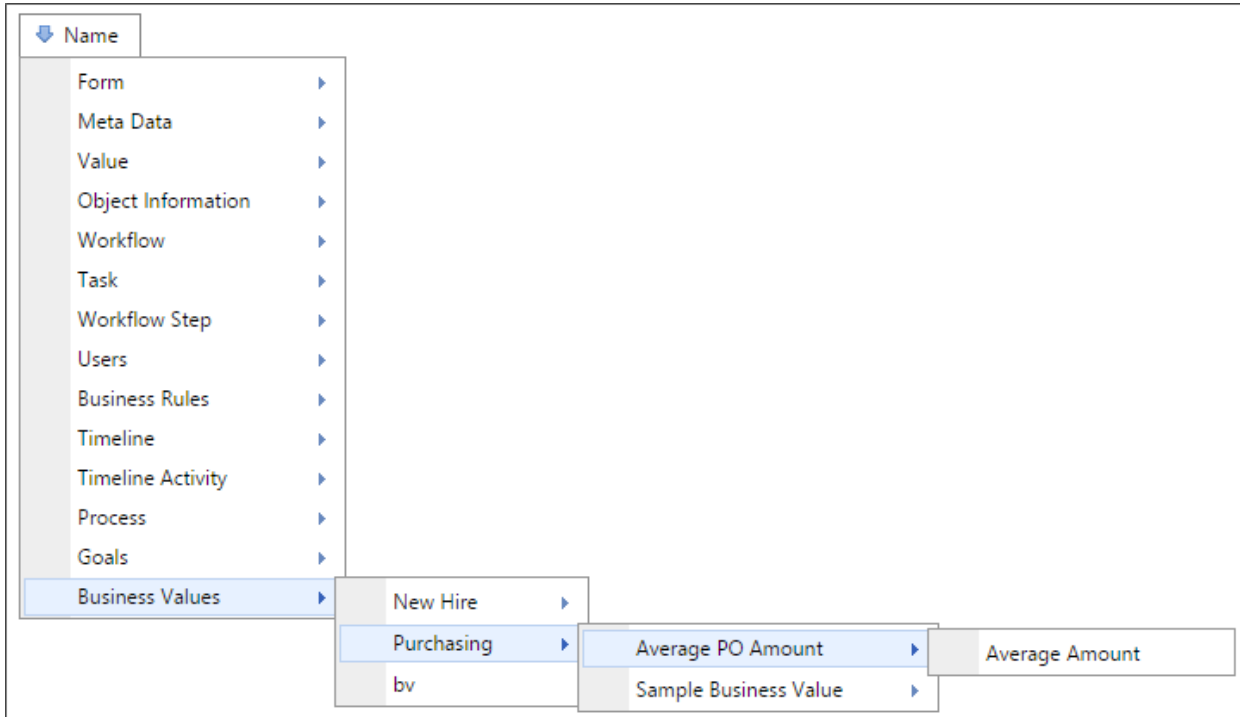 Name
Form
Meta Data
Value
Object Information
Workflow
Task
Workflow Step
Users
Business Rules
Timeline
Timeline Activity
Process
Goals
Business Values
New Hire
Purchasing
bv
Average PO Amount
Sample Business Value
Average Amount